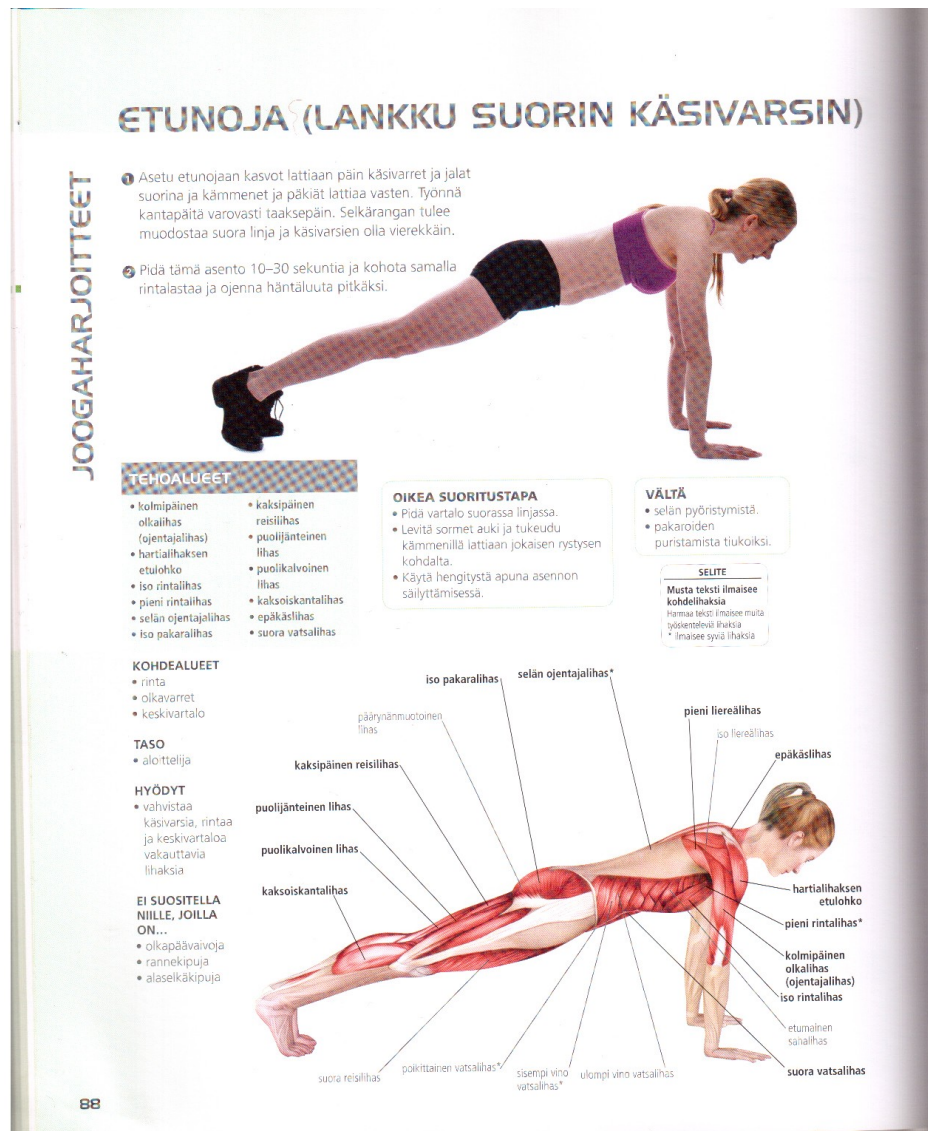 ETUNOJA (LANKKU SUORIN KÄSIVARSIN)
JOOGAHARJOITTEET
1 Asetu etunojaan kasvot lattiaan päin käsivarret ja jalat
suorina ja kämmenet ja päkiät lattiaa vasten. Työnnä
kantapäitä varovasti taaksepäin. Selkärangan tulee
muodostaa suora linja ja käsivarsien olla vierekkäin.
2 Pidä tämä asento 10–30 sekuntia ja kohota samalla
rintalastaa ja ojenna häntäluuta pitkäksi.
TEHOALUEET
• kolmipäinen
olkalihas
(ojentajalihas)
• hartialihaksen
etulohko
• iso rintalihas
• pieni rintalihas
• selän ojentajalihas
• iso pakaralihas
• kaksipäinen
reisilihas
• puolijänteinen
lihas
• puolikalvoinen
lihas
• kaksoiskantalihas
• epäkäslihas
• suora vatsalihas
OIKEA SUORITUSTAPA
• Pidä vartalo suorassa linjassa.
• Levitä sormet auki ja tukeudu
kämmenillä lattiaan jokaisen rystysen
kohdalta.
• Käytä hengitystä apuna asennon
säilyttämisessä.
VÄLTÄ
• selän pyöristymistä.
• pakaroiden
puristamista tiukoiksi.
SELITE
Musta teksti ilmaisee
kohdelihaksia
Harmaa teksti ilmaisee muita
työskenteleviä lihaksia
* ilmaisee syviä lihaksia
KOHDEALUEET
• rinta
• olkavarret
• keskivartalo
TASO
• aloittelija
HYÖDYT
• vahvistaa
käsivarsia, rintaa
ja keskivartaloa
vakauttavia
lihaksia
EI SUOSITELLA
NIILLE, JOILLA
ON...
• olkapäävaivoja
• rannekipuja
• alaselkäkipuja
iso pakaralihas
selän ojentajalihas*
päärynänmuotoinen
lihas
pieni liereälihas
iso liereälihas
epäkäslihas
kaksipäinen reisilihas
puolijänteinen lihas
puolikalvoinen lihas
kaksoiskantalihas
hartialihaksen
etulohko
pieni rintalihas*
kolmipäinen
olkalihas
(ojentajalihas)
iso rintalihas
etumainen
sahalihas
suora vatsalihas
suora reisilihas
poikittainen vatsalihas*
sisempi vino
vatsalihas*
ulompi vino vatsalihas
88